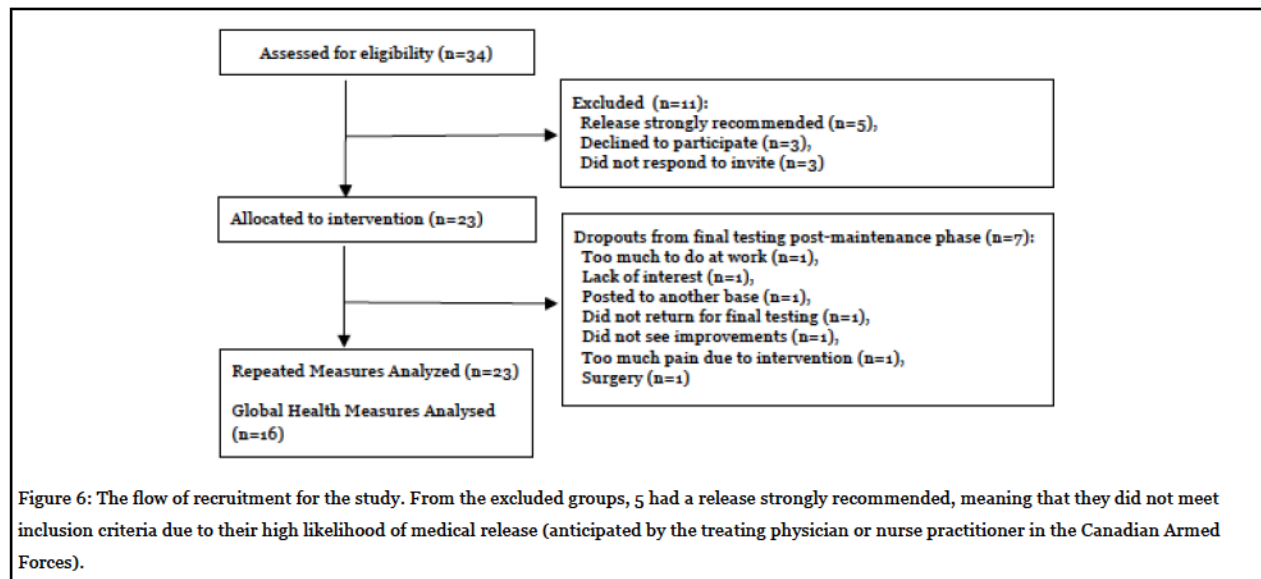 Assessed for eligibility (n=34)
Excluded (n=11):
Release strongly recommended (n=5),
Declined to participate (n=3),
Did not respond to invite (n=3)
Allocated to intervention (n=23)
Dropouts from final testing post-maintenance phase (n=7):
Too much to do at work (n=1),
Lack of interest (n=1),
Posted to another base (n=1),
Did not return for final testing (n=1),
Did not see improvements (n=1),
Too much pain due to intervention (n=1),
Surgery (n=1)
Repeated Measures Analyzed (n=23)
Global Health Measures Analysed
(n=16)
Figure 6: The flow of recruitment for the study. From the excluded groups, 5 had a release strongly recommended, meaning that they did not meet
inclusion criteria due to their high likelihood of medical release (anticipated by the treating physician or nurse practitioner in the Canadian Armed
Forces).